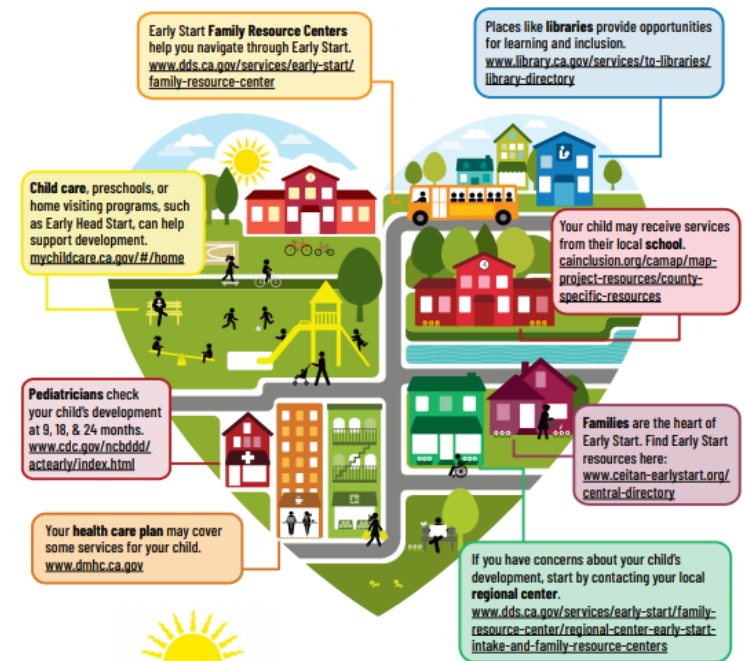 Early Start Family Resource Centers
help you navigate through Early Start.
www.dds.ca.gov/services/early-start/
family-resource-center
Places like libraries provide opportunities
for learning and inclusion.
www.library.ca.gov/services/to-libraries/
library-directory
Child care, preschools, or
home visiting programs, such
as Early Head Start, can help
support development.
mychildcare.ca.gov/#/home
Your child may receive services
from their local school.
cainclusion.org/camap/map-
project-resources/county-
specific-resources
Pediatricians check
your child's development
at 9, 18, & 24 months.
www.cdc.gov/ncbddd/
actearly/index.html
Families are the heart of
Early Start. Find Early Start
resources here:
www.ceitan-earlystart.org/
central-directory
Your health care plan may cover
some services for your child.
www.dmhc.ca.gov
If you have concerns about your child's
development, start by contacting your local
regional center.
www.dds.ca.gov/services/early-start/family-
resource-center/regional-center-early-start-
intake-and-family-resource-centers